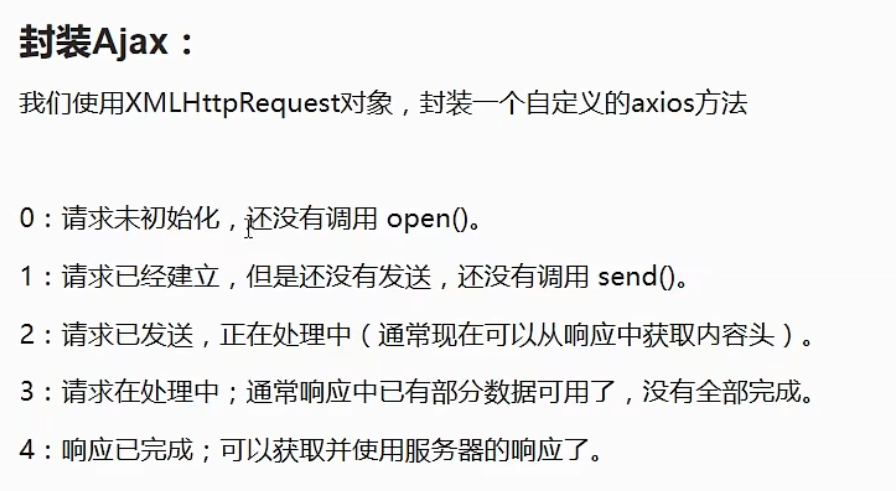 封装Ajax：
我们使用XMLHttpRequest对象，封装一个自定义的axios方法
0：请求未初始化，还没有调用 open()。
1：请求已经建立，但是还没有发送，还没有调用 send()。
2：请求已发送，正在处理中（通常现在可以从响应中获取内容头）。
3：请求在处理中；通常响应中已有部分数据可用了，没有全部完成。
4：响应已完成；可以获取并使用服务器的响应了。